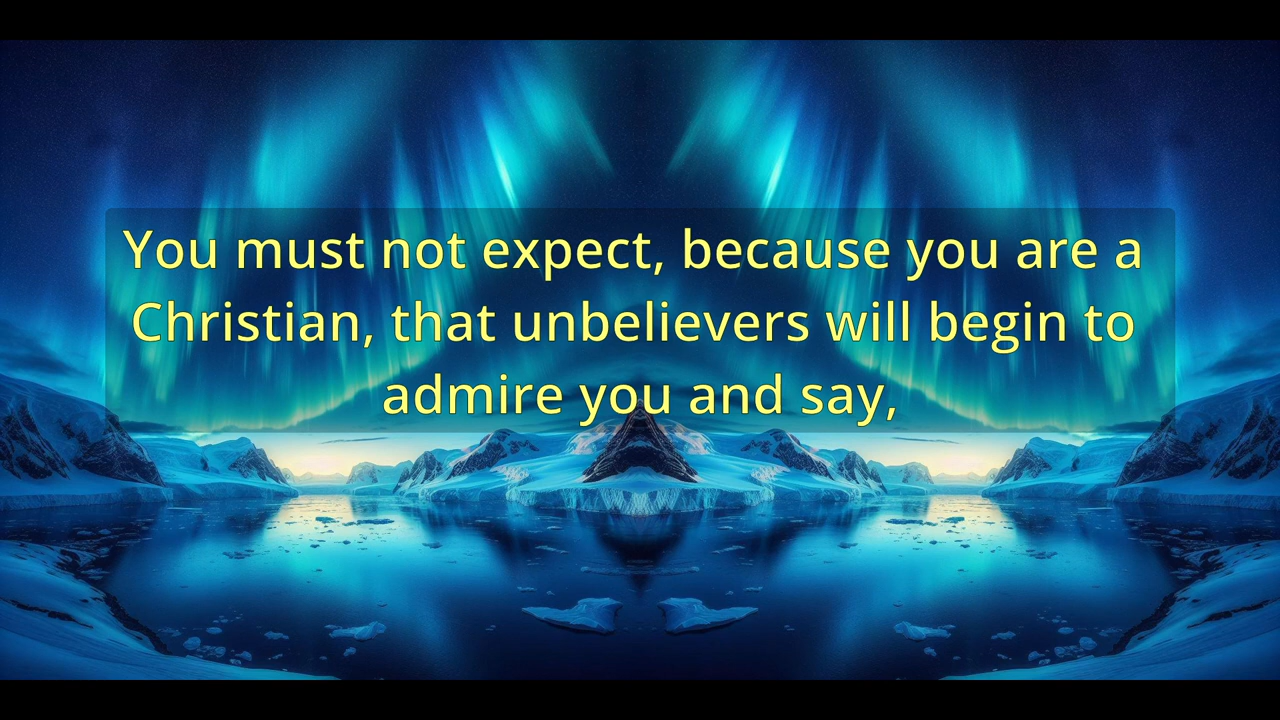 You must not expect, because you are a
Christian, that unbelievers will begin to
admire you and say,